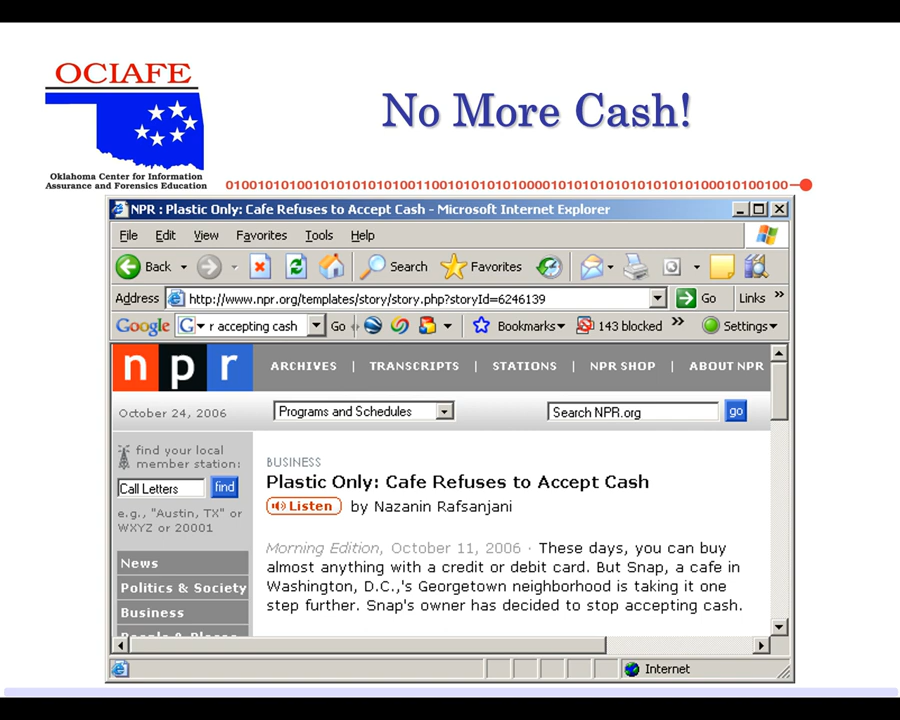 OCIAFE
Oklahoma Center for Information
Assurance and Forensics Education
No More Cash!
NPR : Plastic Only: Cafe Refuses to Accept Cash - Microsoft Internet Explorer
File Edit View Favorites Tools Help
Back Search Favorites
Address http://www.npr.org/templates/story/story.php?storyId=6246139 Go Links »
Google G r accepting cash Go Bookmarks 143 blocked » Settings
npr ARCHIVES | TRANSCRIPTS | STATIONS | NPR SHOP | ABOUT NPR
October 24, 2006 Programs and Schedules Search NPR.org go
find your local
member station:
Call Letters find
e.g., "Austin, TX" or
WXYZ or 20001
News
Politics & Society
Business
BUSINESS
Plastic Only: Cafe Refuses to Accept Cash
Listen by Nazanin Rafsanjani
Morning Edition, October 11, 2006 · These days, you can buy
almost anything with a credit or debit card. But Snap, a cafe in
Washington, D.C.,'s Georgetown neighborhood is taking it one
step further. Snap's owner has decided to stop accepting cash.
Internet